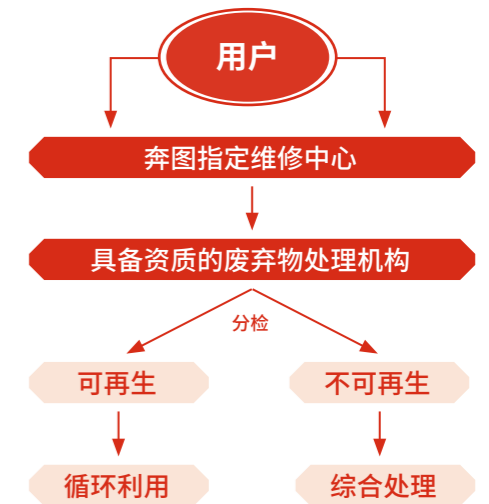 用户
奔图指定维修中心
具备资质的废弃物处理机构
分检
可再生
不可再生
循环利用
综合处理